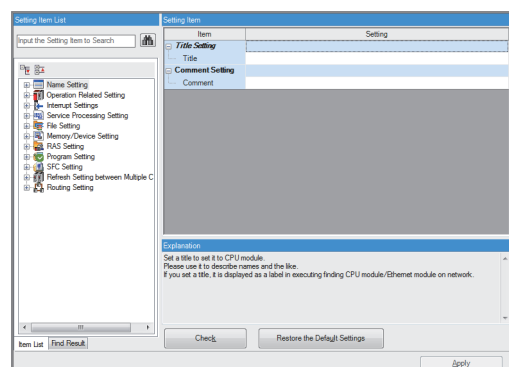 Setting Item List
Input the Setting Item to Search
Name Setting
Operation Related Setting
Interrupt Settings
Service Processing Setting
File Setting
Memory/Device Setting
RAS Setting
Program Setting
SFC Setting
Refresh Setting between Multiple C
Routing Setting
Item List
Find Result
Setting Item
Item
Setting
Title Setting
Title
Comment Setting
Comment
Explanation
Set a title to set it to CPU module.
Please use it to describe names and the like.
If you set a title, it is displayed as a label in executing finding CPU module/Ethernet module on network.
Check
Restore the Default Settings
Apply